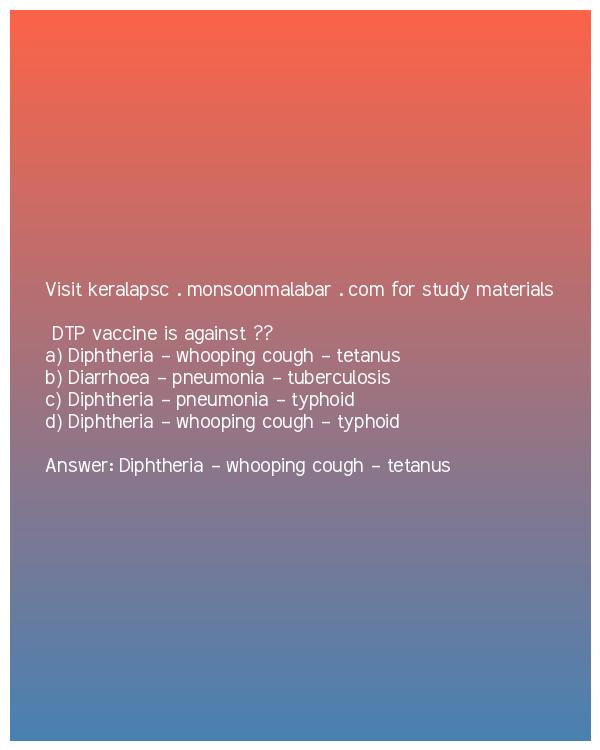 Visit keralapsc . monsoonmalabar . com for study materials
DTP vaccine is against ??
a) Diphtheria - whooping cough - tetanus
b) Diarrhoea - pneumonia - tuberculosis
c) Diphtheria - pneumonia - typhoid
d) Diphtheria - whooping cough - typhoid
Answer: Diphtheria - whooping cough - tetanus